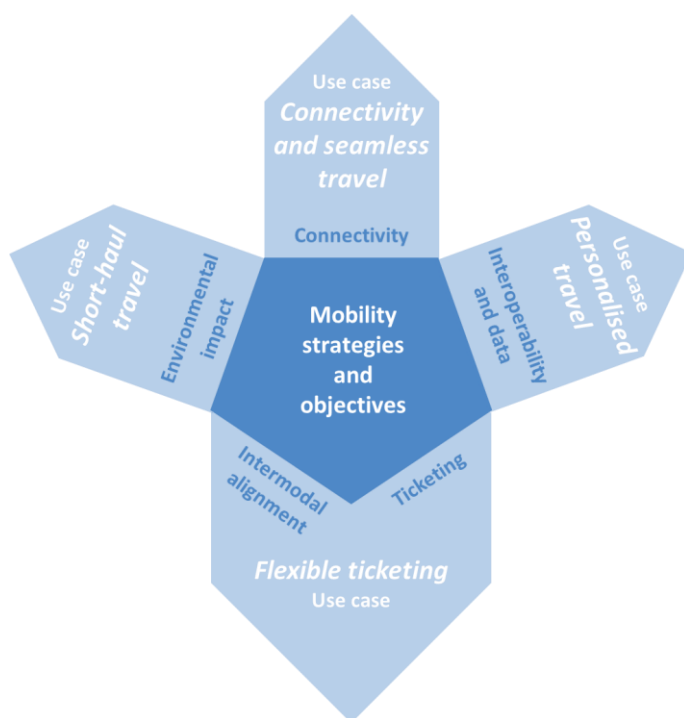 Use case
Connectivity
and seamless
travel
Connectivity
Use case
Short-haul
travel
Environmental
impact
Mobility
strategies
and
objectives
Interoperability
and data
Personalised
travel
Use case
Intermodal
alignment
Ticketing
Flexible ticketing
Use case